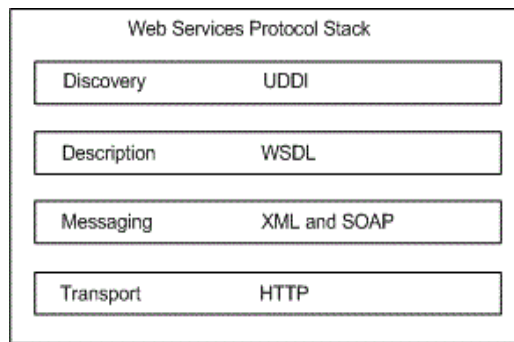 Web Services Protocol Stack
Discovery UDDI
Description WSDL
Messaging XML and SOAP
Transport HTTP